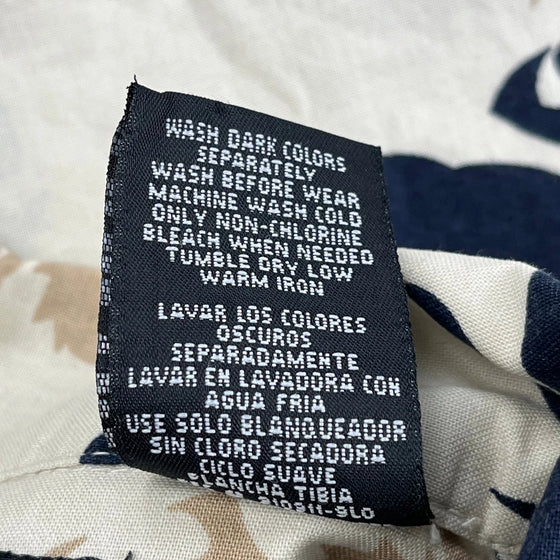 WASH DARK COLORS
SEPARATELY
WASH BEFORE WEAR
MACHINE WASH COLD
ONLY NON-CHLORINE
BLEACH WHEN NEEDED
TUMBLE DRY LOW
WARM IRON
LAVAR LOS COLORES
OSCUROS
SEPARADAMENTE
LAVAR EN LAVADORA CON
AGUA FRIA
USE SOLO BLANQUEADOR
SIN CLORO SECADORA
CICLO SUAVE
PLANCHA TIBIA